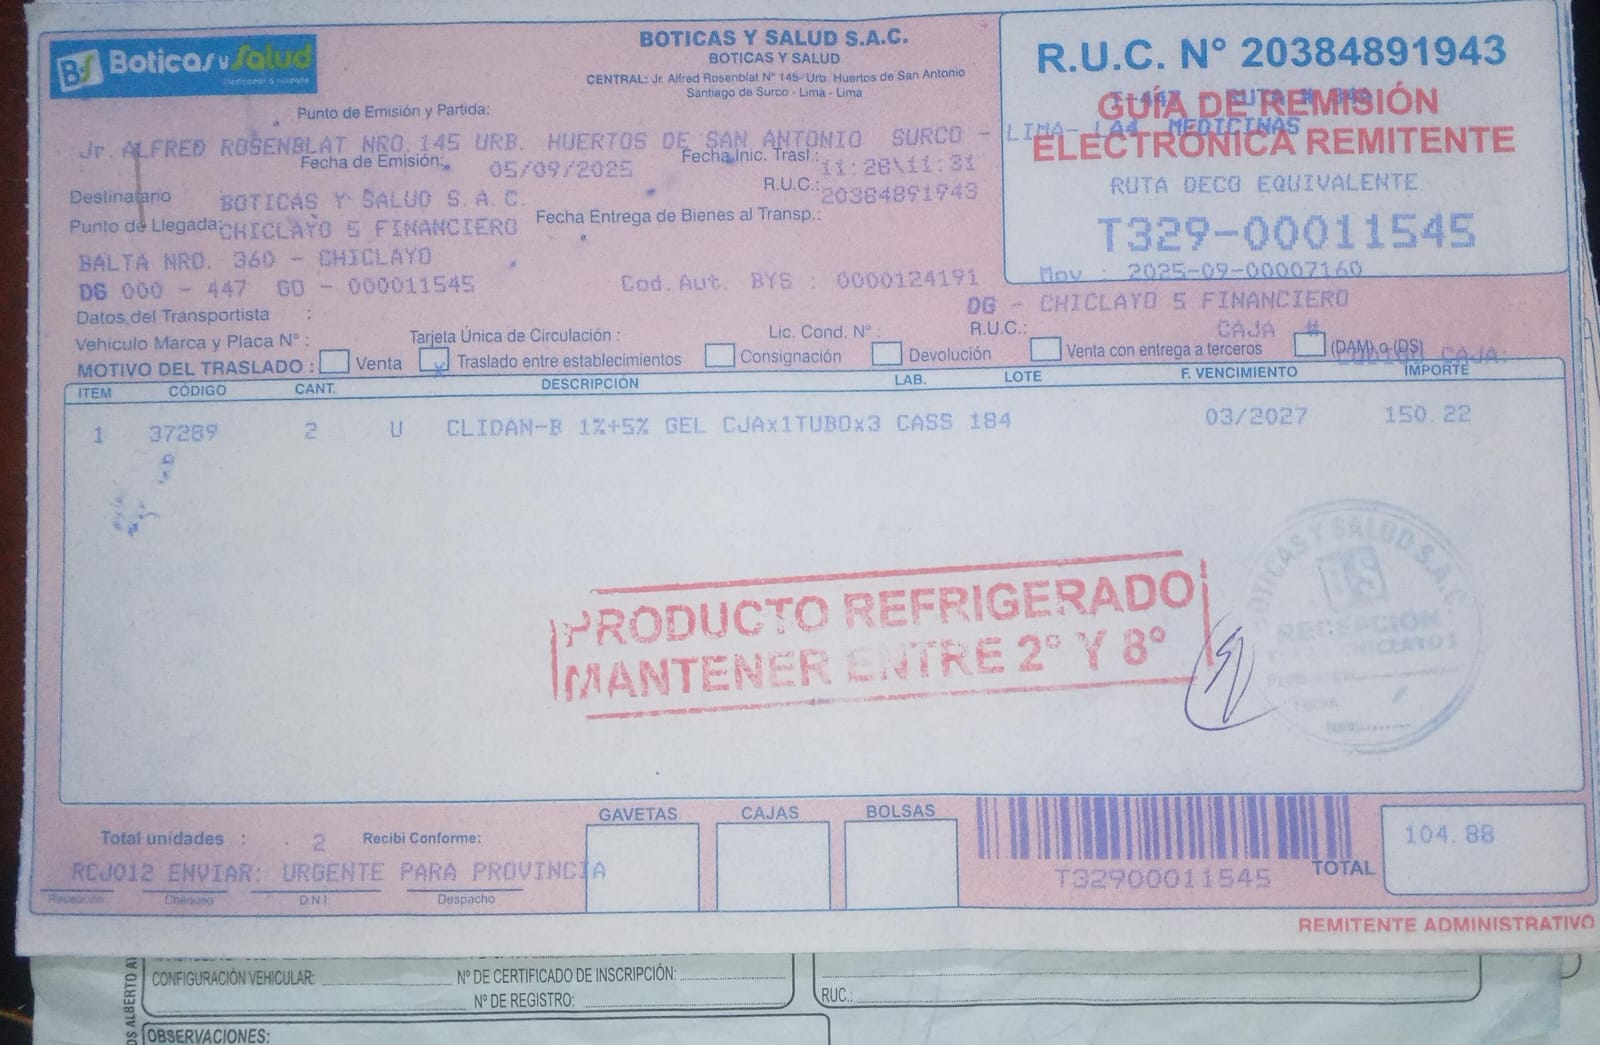 BS Boticas y Salud
BOTICAS Y SALUD S.A.C.
BOTICAS Y SALUD
CENTRAL: Jr. Alfred Rosenblat N° 145- Urb. Huertos de San Antonio
Santiago de Surco - Lima - Lima
R.U.C. N° 20384891943
GUÍA DE REMISIÓN
ELECTRÓNICA REMITENTE
MEDICINAS
RUTA DECO EQUIVALENTE
T329-00011545
Mov : 2025-09-00007160
Punto de Emisión y Partida:
Jr. ALFRED ROSENBLAT NRO. 145 URB. HUERTOS DE SAN ANTONIO SURCO - LIMA-
Fecha de Emisión: 05/09/2025 Fecha Inic. Trasl.: 11:28\11:31
Destinatario BOTICAS Y SALUD S.A.C. R.U.C.: 20384891943
Punto de Llegada: CHICLAYO 5 FINANCIERO Fecha Entrega de Bienes al Transp.:
BALTA NRO. 360 - CHICLAYO
DG 000 - 447 GD - 000011545 Cod.Aut. BYS : 0000124191
DG - CHICLAYO 5 FINANCIERO
Datos del Transportista :
Vehículo Marca y Placa N° : Tarjeta Única de Circulación : Lic. Cond. N° : R.U.C.: CAJA #
MOTIVO DEL TRASLADO : Venta x Traslado entre establecimientos Consignación Devolución Venta con entrega a terceros (DAM) o (DS) CAJA:
ITEM CÓDIGO CANT. DESCRIPCIÓN LAB. LOTE F. VENCIMIENTO IMPORTE
1 37289 2 U CLIDAN-B 1%+5% GEL CJAx1TUBOx3 CASS 184 03/2027 150.22
PRODUCTO REFRIGERADO
MANTENER ENTRE 2° Y 8°
BOTICAS Y SALUD S.A.C.
BS
RECEPCION
GAVETAS CAJAS BOLSAS
Total unidades : 2 Recibi Conforme:
RCJ012 ENVIAR: URGENTE PARA PROVINCIA
Recepción Chequeo D.N.I. Despacho
T32900011545
TOTAL 104.88
REMITENTE ADMINISTRATIVO
CONFIGURACIÓN VEHICULAR: N° DE CERTIFICADO DE INSCRIPCIÓN:
N° DE REGISTRO: RUC.:
OBSERVACIONES: